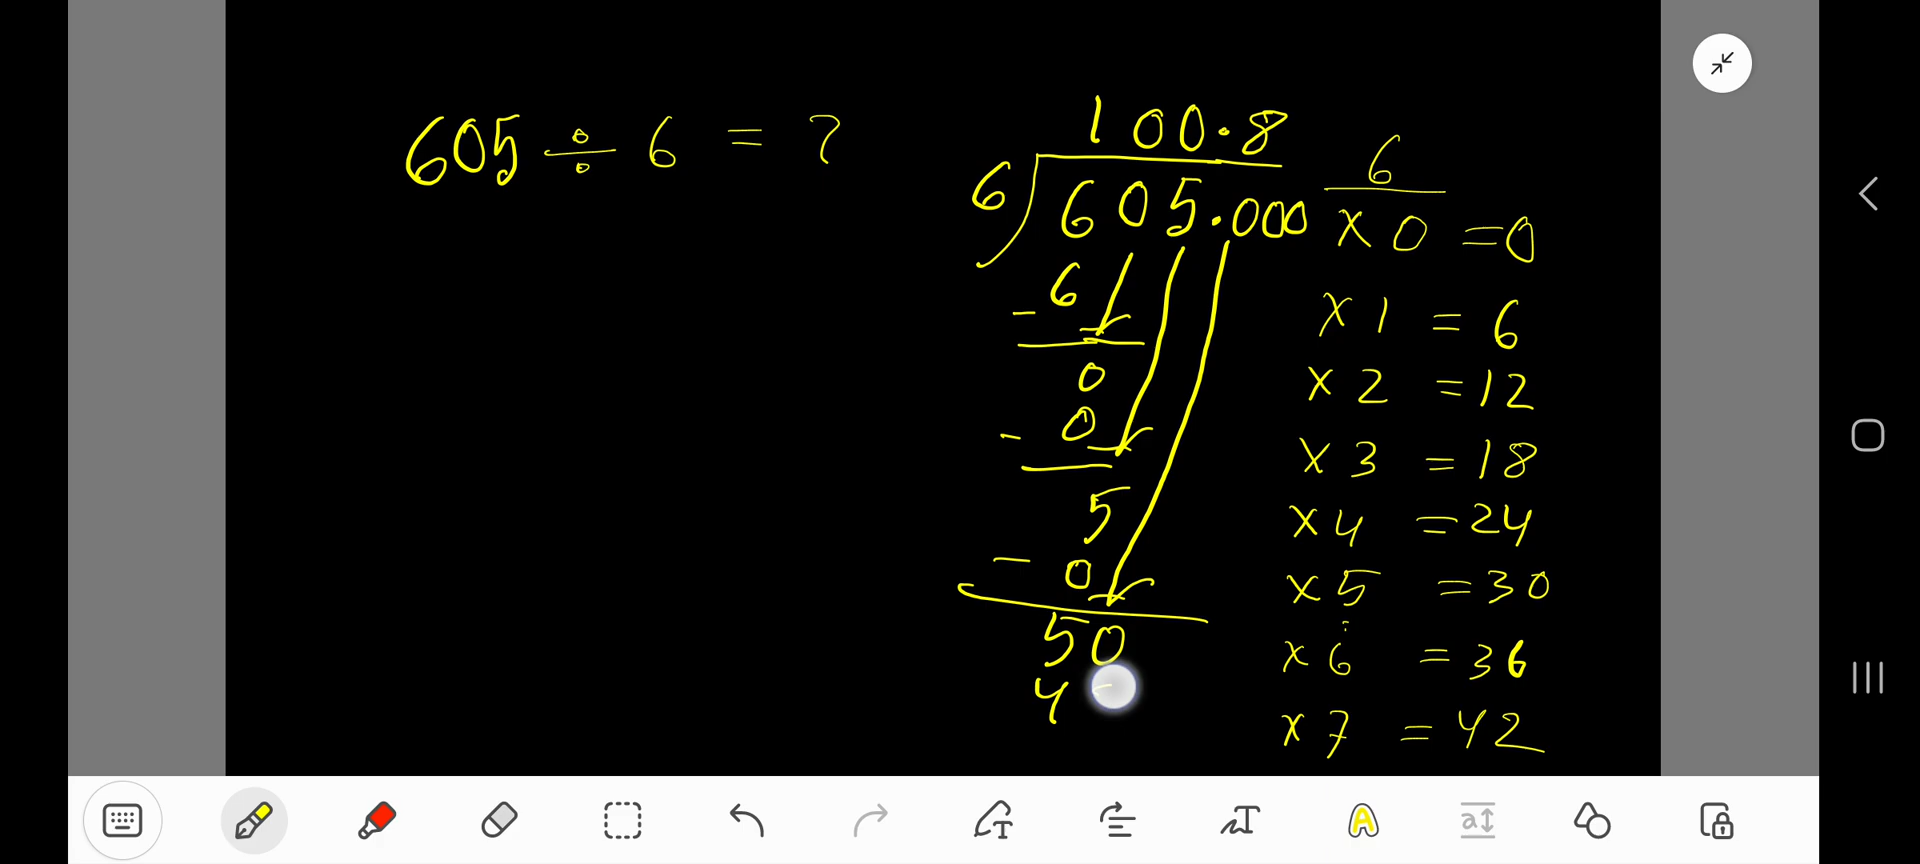 605 ÷ 6 = ?
100.8
6 605.000
- 6
0
- 0
5
- 0
50
4
6
x 0 = 0
x 1 = 6
x 2 = 12
x 3 = 18
x 4 = 24
x 5 = 30
x 6 = 36
x 7 = 42
T
T
A
a